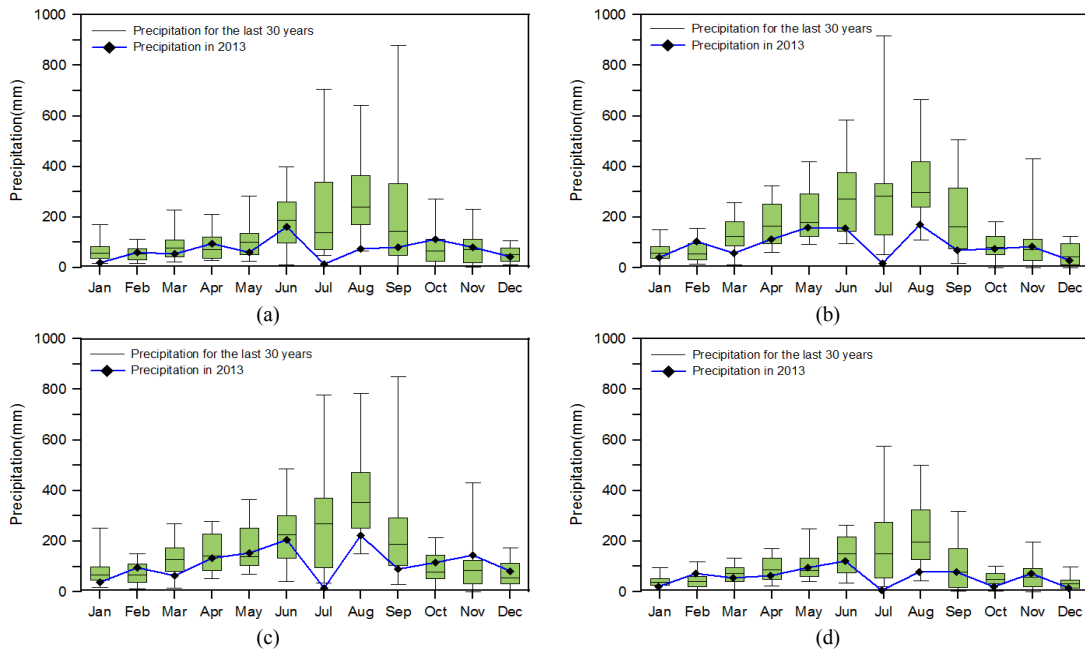 1000
800
600
400
200
0
Precipitation(mm)
Precipitation for the last 30 years
Precipitation in 2013
Jan Feb Mar Apr May Jun Jul Aug Sep Oct Nov Dec
(a)
1000
800
600
400
200
0
Precipitation(mm)
Precipitation for the last 30 years
Precipitation in 2013
Jan Feb Mar Apr May Jun Jul Aug Sep Oct Nov Dec
(b)
1000
800
600
400
200
0
Precipitation(mm)
Precipitation for the last 30 years
Precipitation in 2013
Jan Feb Mar Apr May Jun Jul Aug Sep Oct Nov Dec
(c)
1000
800
600
400
200
0
Precipitation(mm)
Precipitation for the last 30 years
Precipitation in 2013
Jan Feb Mar Apr May Jun Jul Aug Sep Oct Nov Dec
(d)